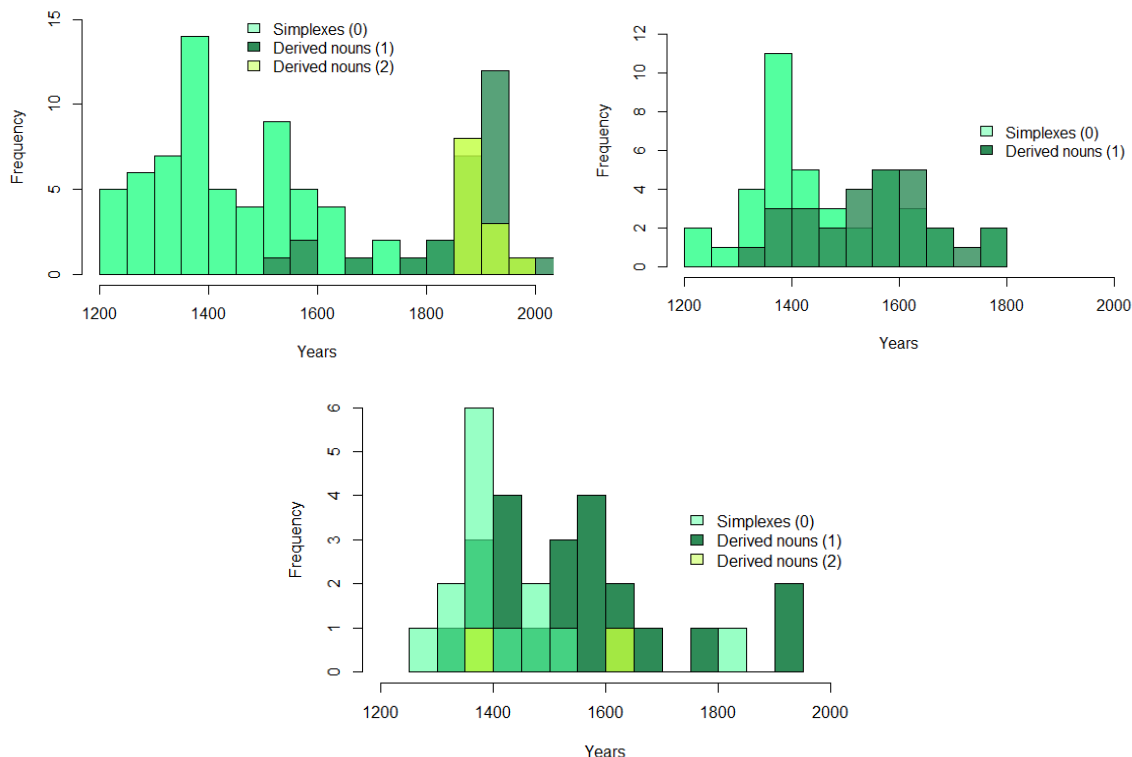 15
10
5
0
Frequency
Simplexes (0)
Derived nouns (1)
Derived nouns (2)
1200 1400 1600 1800 2000
Years
12
10
8
6
4
2
0
Frequency
Simplexes (0)
Derived nouns (1)
1200 1400 1600 1800 2000
Years
6
5
4
3
2
1
0
Frequency
Simplexes (0)
Derived nouns (1)
Derived nouns (2)
1200 1400 1600 1800 2000
Years